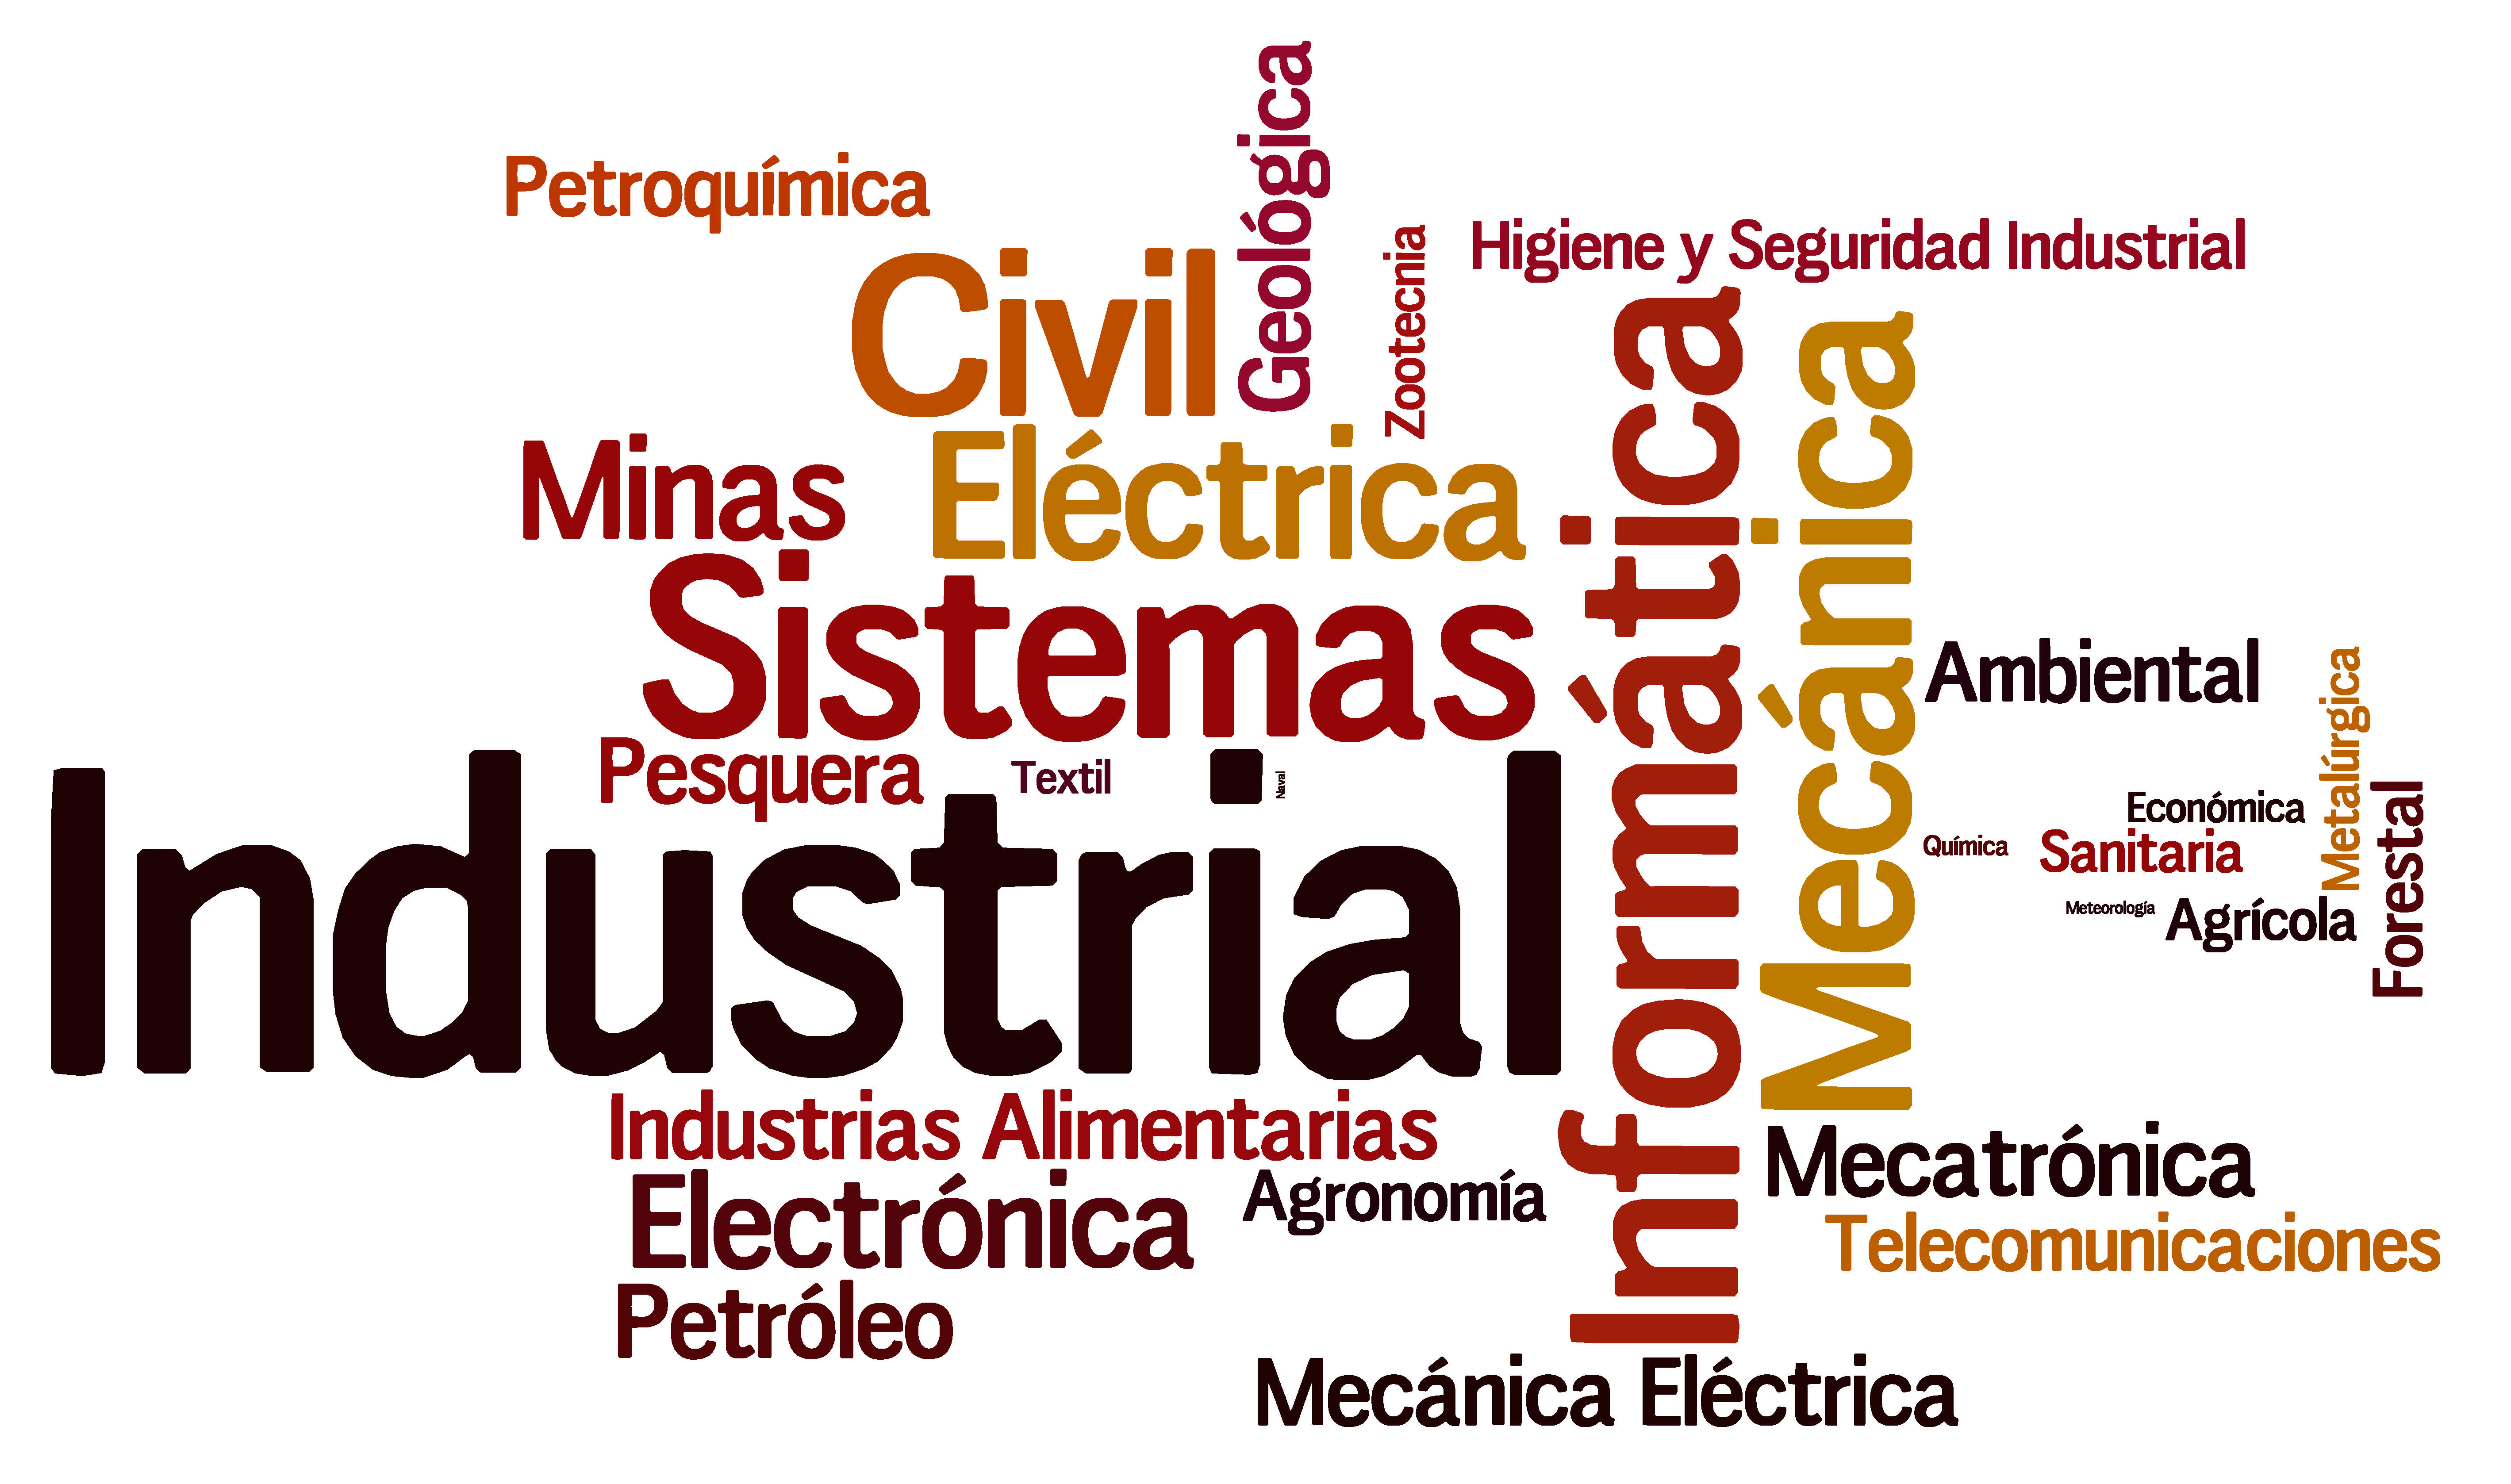 Geológica
Petroquímica
Higiene y Seguridad Industrial
Civil
Zootecnia
Minas
Eléctrica
Informática
Mecánica
Sistemas
Ambiental
Metalúrgica
Pesquera
Textil
Naval
Industrial
Económica
Química
Sanitaria
Meteorología
Agrícola
Forestal
Industrias Alimentarias
Mecatrónica
Electrónica
Agronomía
Telecomunicaciones
Petróleo
Mecánica Eléctrica